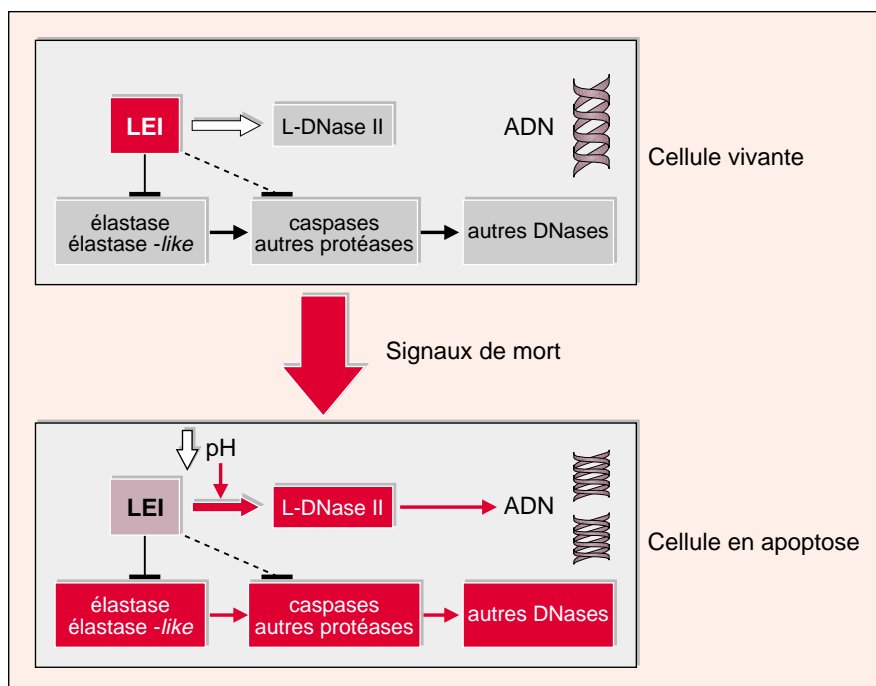 LEI
L-DNase II
ADN
Cellule vivante
élastase
élastase -like
caspases
autres protéases
autres DNases
Signaux de mort
pH
LEI
L-DNase II
ADN
Cellule en apoptose
élastase
élastase -like
caspases
autres protéases
autres DNases